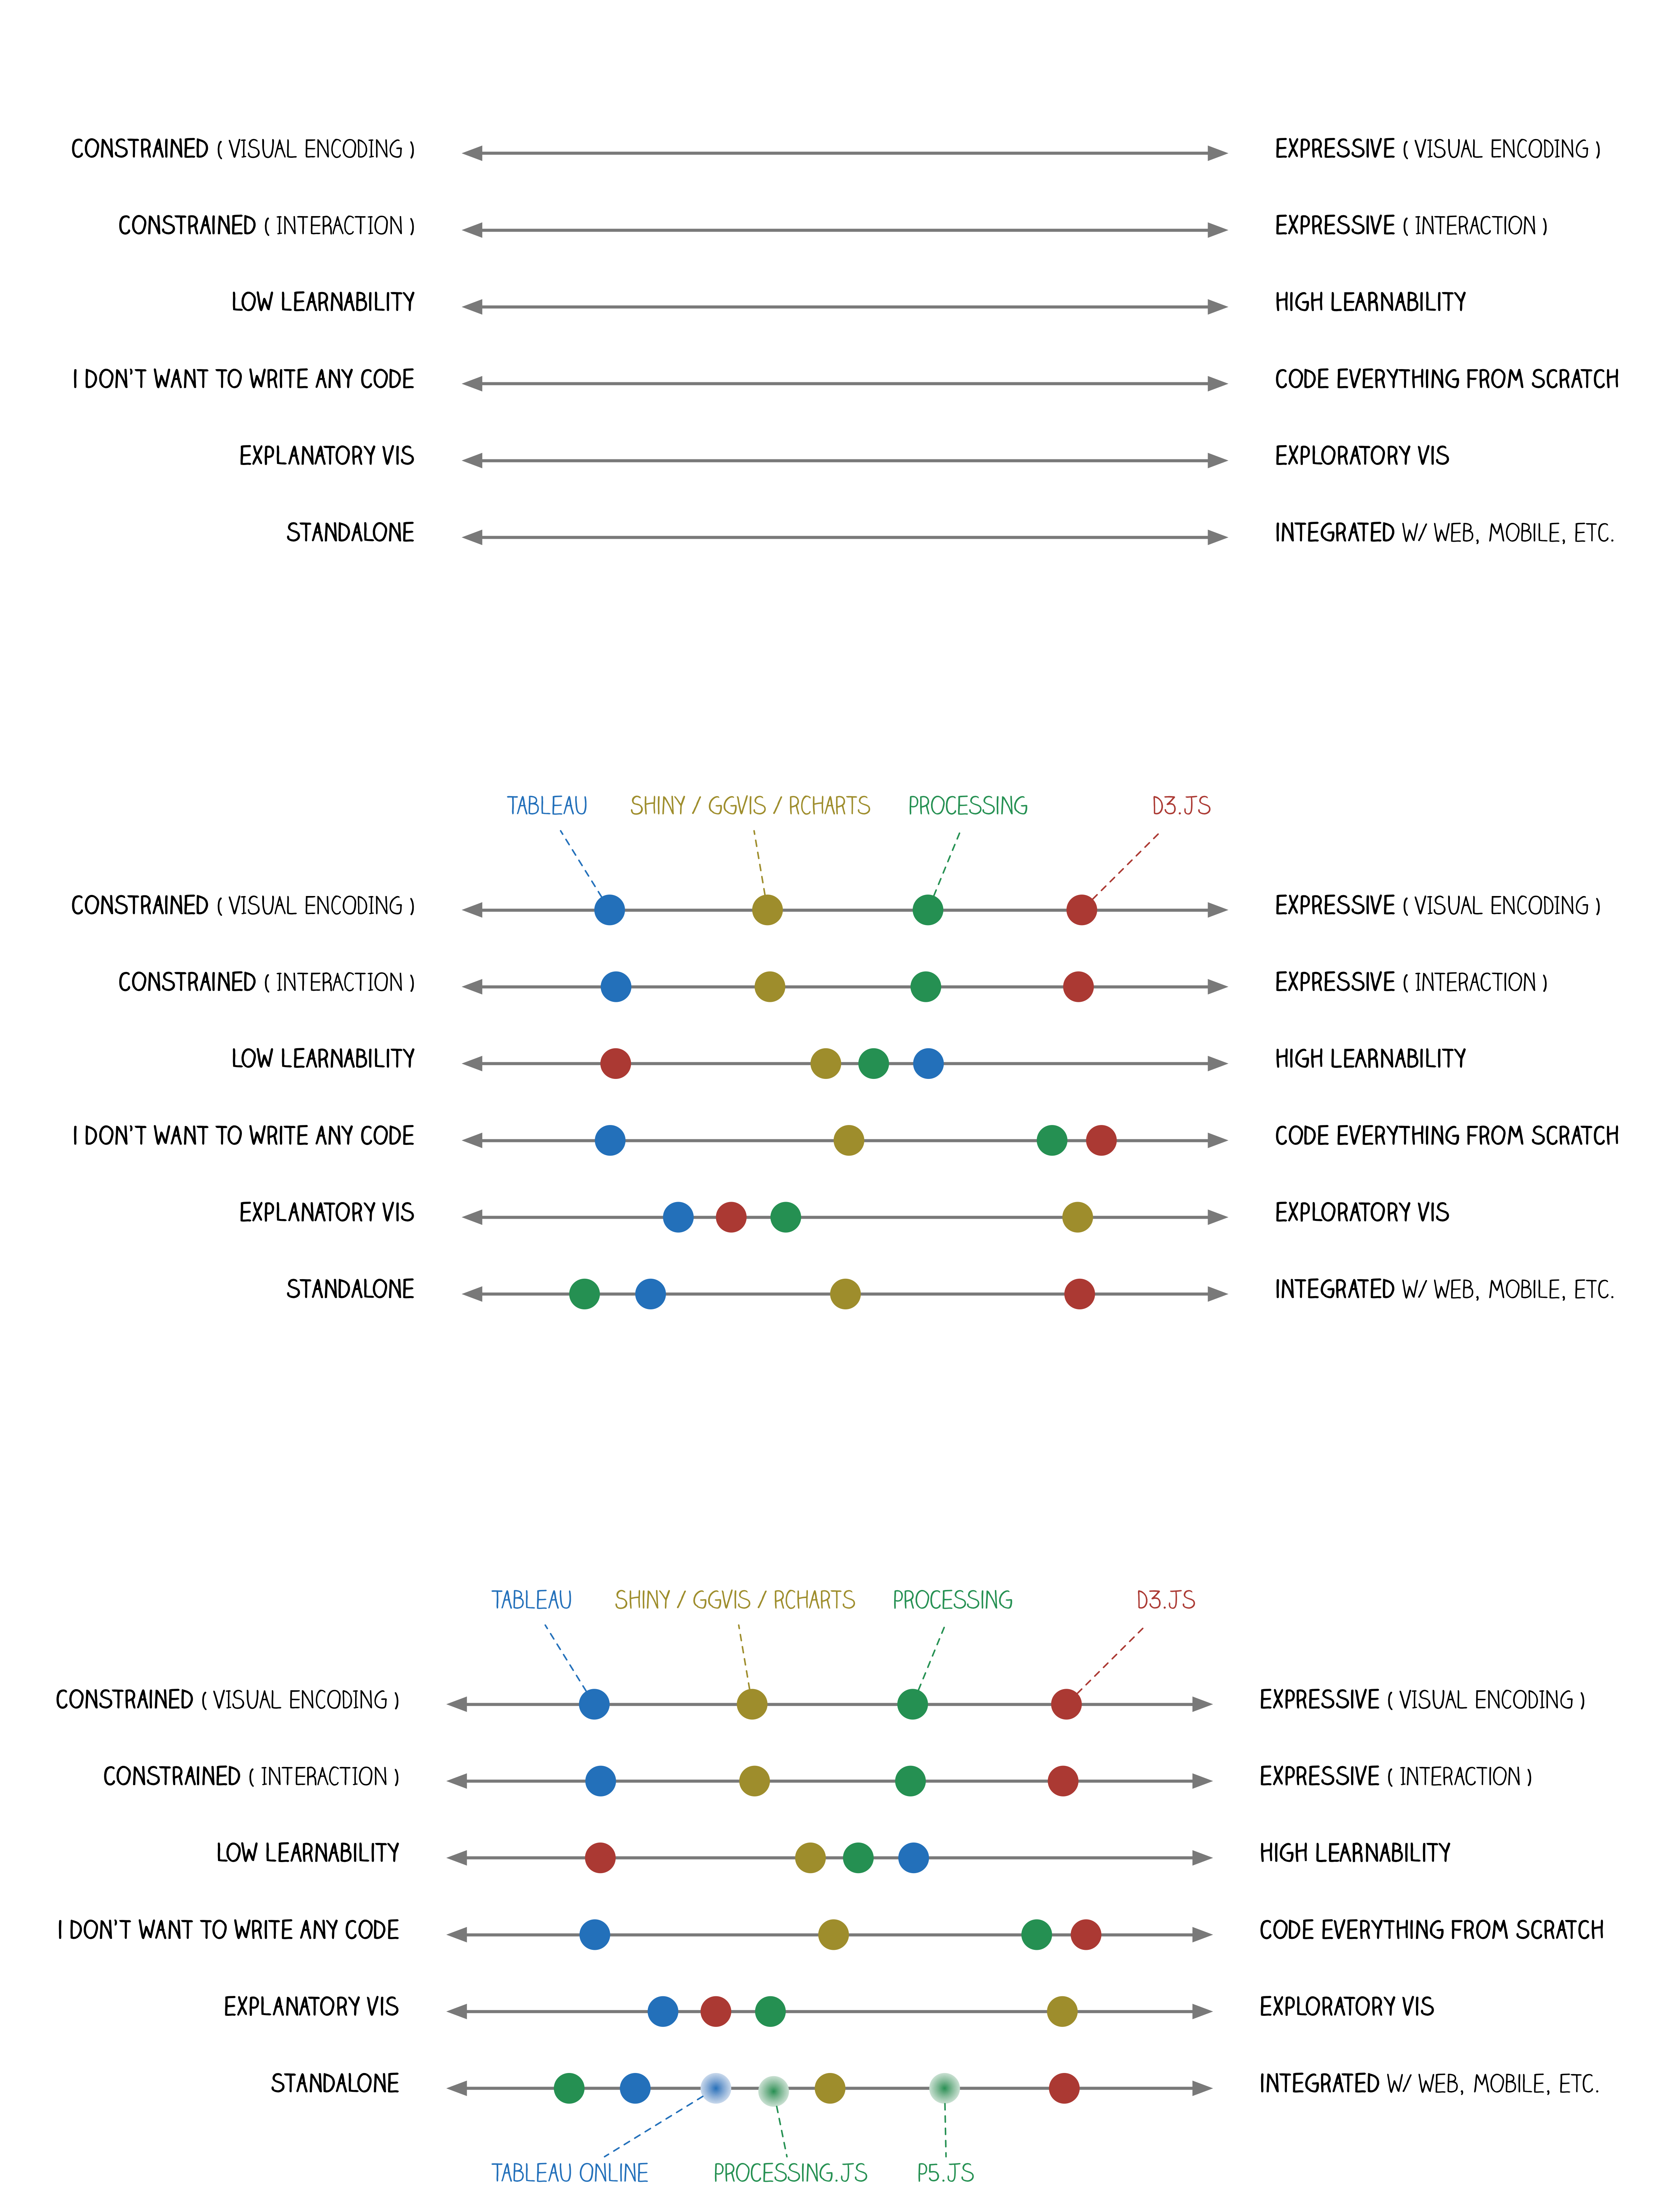 CONSTRAINED ( VISUAL ENCODING ) EXPRESSIVE ( VISUAL ENCODING )
CONSTRAINED ( INTERACTION ) EXPRESSIVE ( INTERACTION )
LOW LEARNABILITY HIGH LEARNABILITY
I DON'T WANT TO WRITE ANY CODE CODE EVERYTHING FROM SCRATCH
EXPLANATORY VIS EXPLORATORY VIS
STANDALONE INTEGRATED W/ WEB, MOBILE, ETC.
TABLEAU SHINY / GGVIS / RCHARTS PROCESSING D3.JS
CONSTRAINED ( VISUAL ENCODING ) EXPRESSIVE ( VISUAL ENCODING )
CONSTRAINED ( INTERACTION ) EXPRESSIVE ( INTERACTION )
LOW LEARNABILITY HIGH LEARNABILITY
I DON'T WANT TO WRITE ANY CODE CODE EVERYTHING FROM SCRATCH
EXPLANATORY VIS EXPLORATORY VIS
STANDALONE INTEGRATED W/ WEB, MOBILE, ETC.
TABLEAU SHINY / GGVIS / RCHARTS PROCESSING D3.JS
CONSTRAINED ( VISUAL ENCODING ) EXPRESSIVE ( VISUAL ENCODING )
CONSTRAINED ( INTERACTION ) EXPRESSIVE ( INTERACTION )
LOW LEARNABILITY HIGH LEARNABILITY
I DON'T WANT TO WRITE ANY CODE CODE EVERYTHING FROM SCRATCH
EXPLANATORY VIS EXPLORATORY VIS
STANDALONE INTEGRATED W/ WEB, MOBILE, ETC.
TABLEAU ONLINE PROCESSING.JS P5.JS